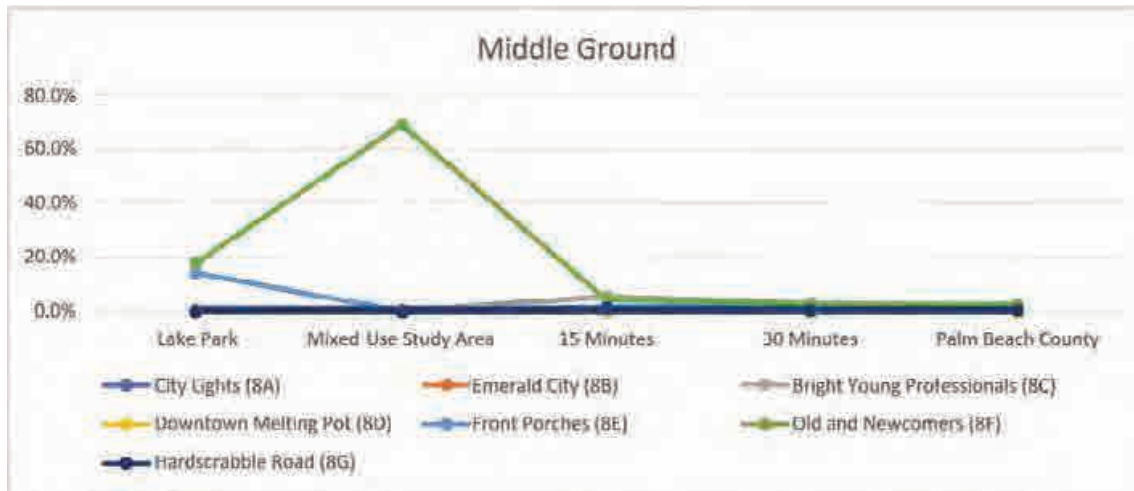 Middle Ground
80.0%
60.0%
40.0%
20.0%
0.0%
Lake Park Mixed Use Study Area 15 Minutes 30 Minutes Palm Beach County
City Lights (8A) Emerald City (8B) Bright Young Professionals (8C)
Downtown Melting Pot (8D) Front Porches (8E) Old and Newcomers (8F)
Hardscrabble Road (8G)